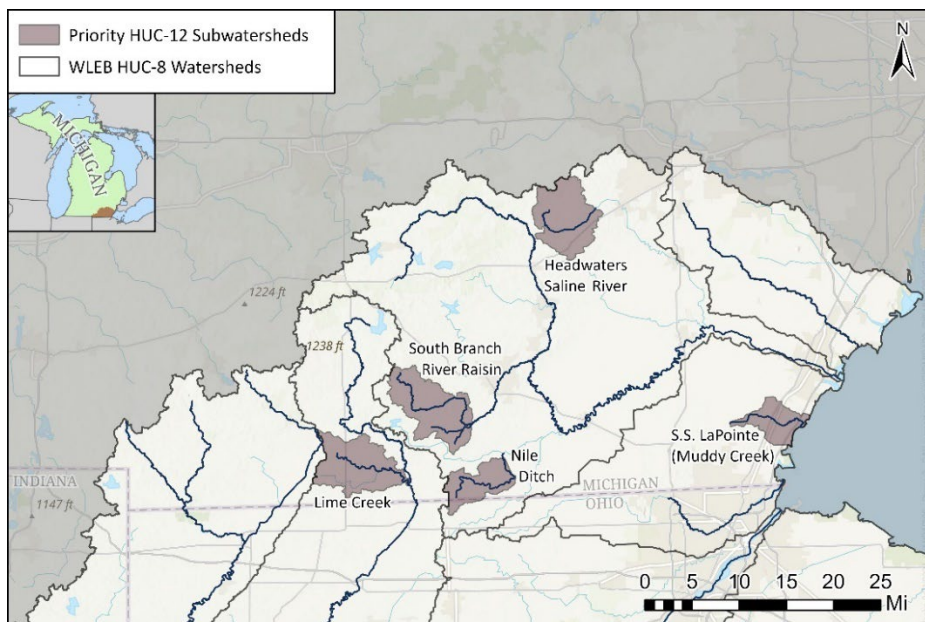 Priority HUC-12 Subwatersheds
WLEB HUC-8 Watersheds
N
MICHIGAN
Headwaters
Saline River
1224 ft
1238 ft
South Branch
River Raisin
S.S. LaPointe
(Muddy Creek)
Nile
Ditch
INDIANA
MICHIGAN
OHIO
1147 ft
Lime Creek
0 5 10 15 20 25
Mi